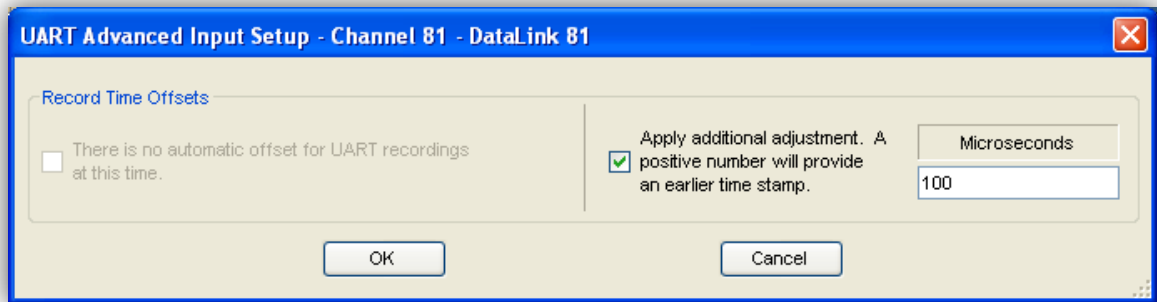 UART Advanced Input Setup - Channel 81 - DataLink 81
Record Time Offsets
There is no automatic offset for UART recordings
at this time.
Apply additional adjustment. A
positive number will provide
an earlier time stamp.
Microseconds
100
OK
Cancel